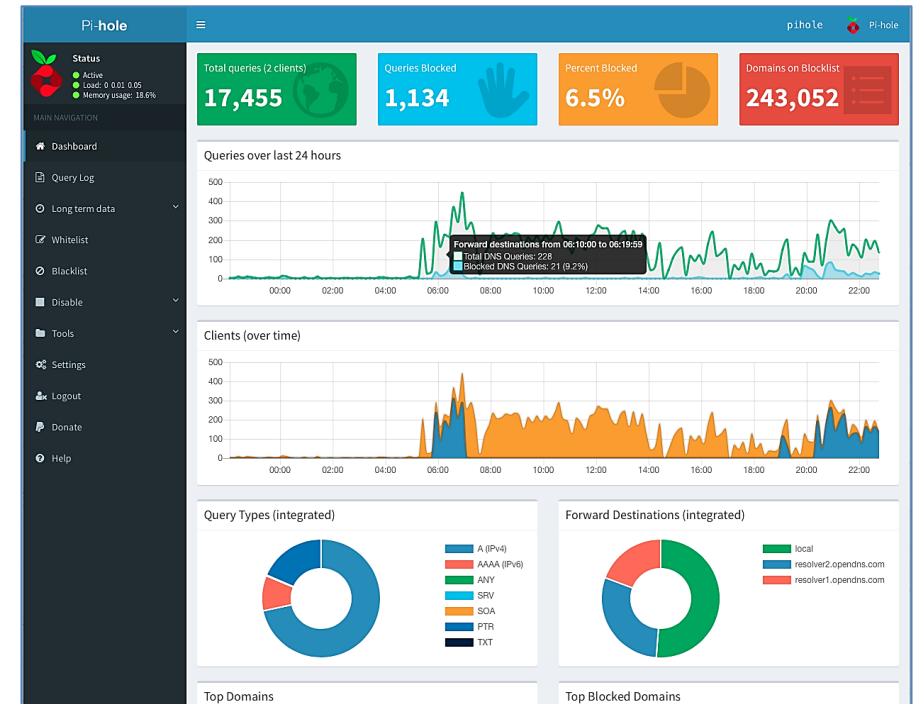 Pi-hole
pihole
Pi-hole
Status
Active
Load: 0 0.01 0.05
Memory usage: 18.6%
MAIN NAVIGATION
Dashboard
Query Log
Long term data
Whitelist
Blacklist
Disable
Tools
Settings
Logout
Donate
Help
Total queries (2 clients)
17,455
Queries Blocked
1,134
Percent Blocked
6.5%
Domains on Blocklist
243,052
Queries over last 24 hours
500
400
300
200
100
0
Forward destinations from 06:10:00 to 06:19:59
Total DNS Queries: 228
Blocked DNS Queries: 21 (9.2%)
00:00 02:00 04:00 06:00 08:00 10:00 12:00 14:00 16:00 18:00 20:00 22:00
Clients (over time)
500
400
300
200
100
0
00:00 02:00 04:00 06:00 08:00 10:00 12:00 14:00 16:00 18:00 20:00 22:00
Query Types (integrated)
A (IPv4)
AAAA (IPv6)
ANY
SRV
SOA
PTR
TXT
Forward Destinations (integrated)
local
resolver2.opendns.com
resolver1.opendns.com
Top Domains
Top Blocked Domains